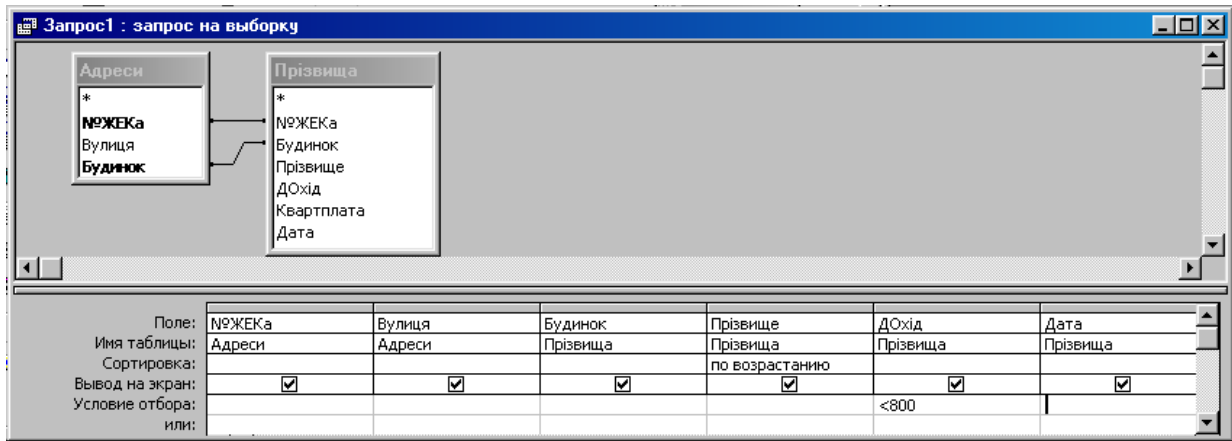 Запрос1 : запрос на выборку
Адреси
*
№ЖЕКа
Вулиця
Будинок
Прізвища
*
№ЖЕКа
Будинок
Прізвище
ДОхід
Квартплата
Дата
Поле: №ЖЕКа Вулиця Будинок Прізвище ДОхід Дата
Имя таблицы: Адреси Адреси Прізвища Прізвища Прізвища Прізвища
Сортировка: по возрастанию
Вывод на экран:
Условие отбора: <800
или: